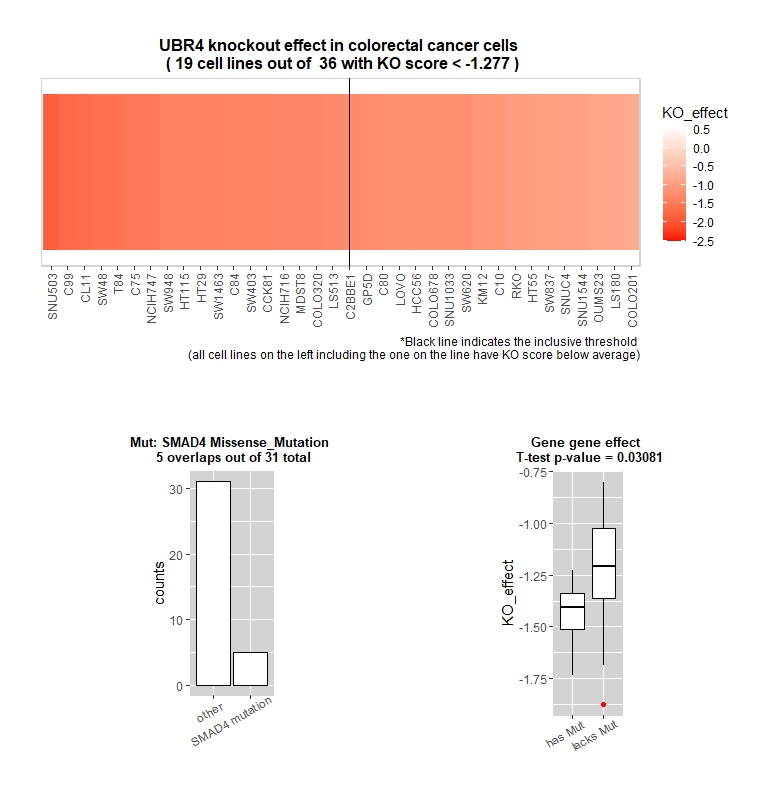 UBR4 knockout effect in colorectal cancer cells
( 19 cell lines out of 36 with KO score < -1.277 )
KO_effect
0.5
0.0
-0.5
-1.0
-1.5
-2.0
-2.5
SNU503
C99
CL11
SW48
T84
C75
NCIH747
SW948
HT115
HT29
SW1463
C84
SW403
CCK81
NCIH716
MDST8
COLO320
LS513
C2BBE1
GP5D
C80
LOVO
HCC56
COLO678
SNU1033
SW620
KM12
C10
RKO
HT55
SW837
SNUC4
SNU1544
OUMS23
LS180
COLO201
*Black line indicates the inclusive threshold
(all cell lines on the left including the one on the line have KO score below average)
Mut: SMAD4 Missense_Mutation
5 overlaps out of 31 total
counts
30
20
10
0
other
SMAD4 mutation
Gene gene effect
T-test p-value = 0.03081
KO_effect
-0.75
-1.00
-1.25
-1.50
-1.75
has Mut
lacks Mut